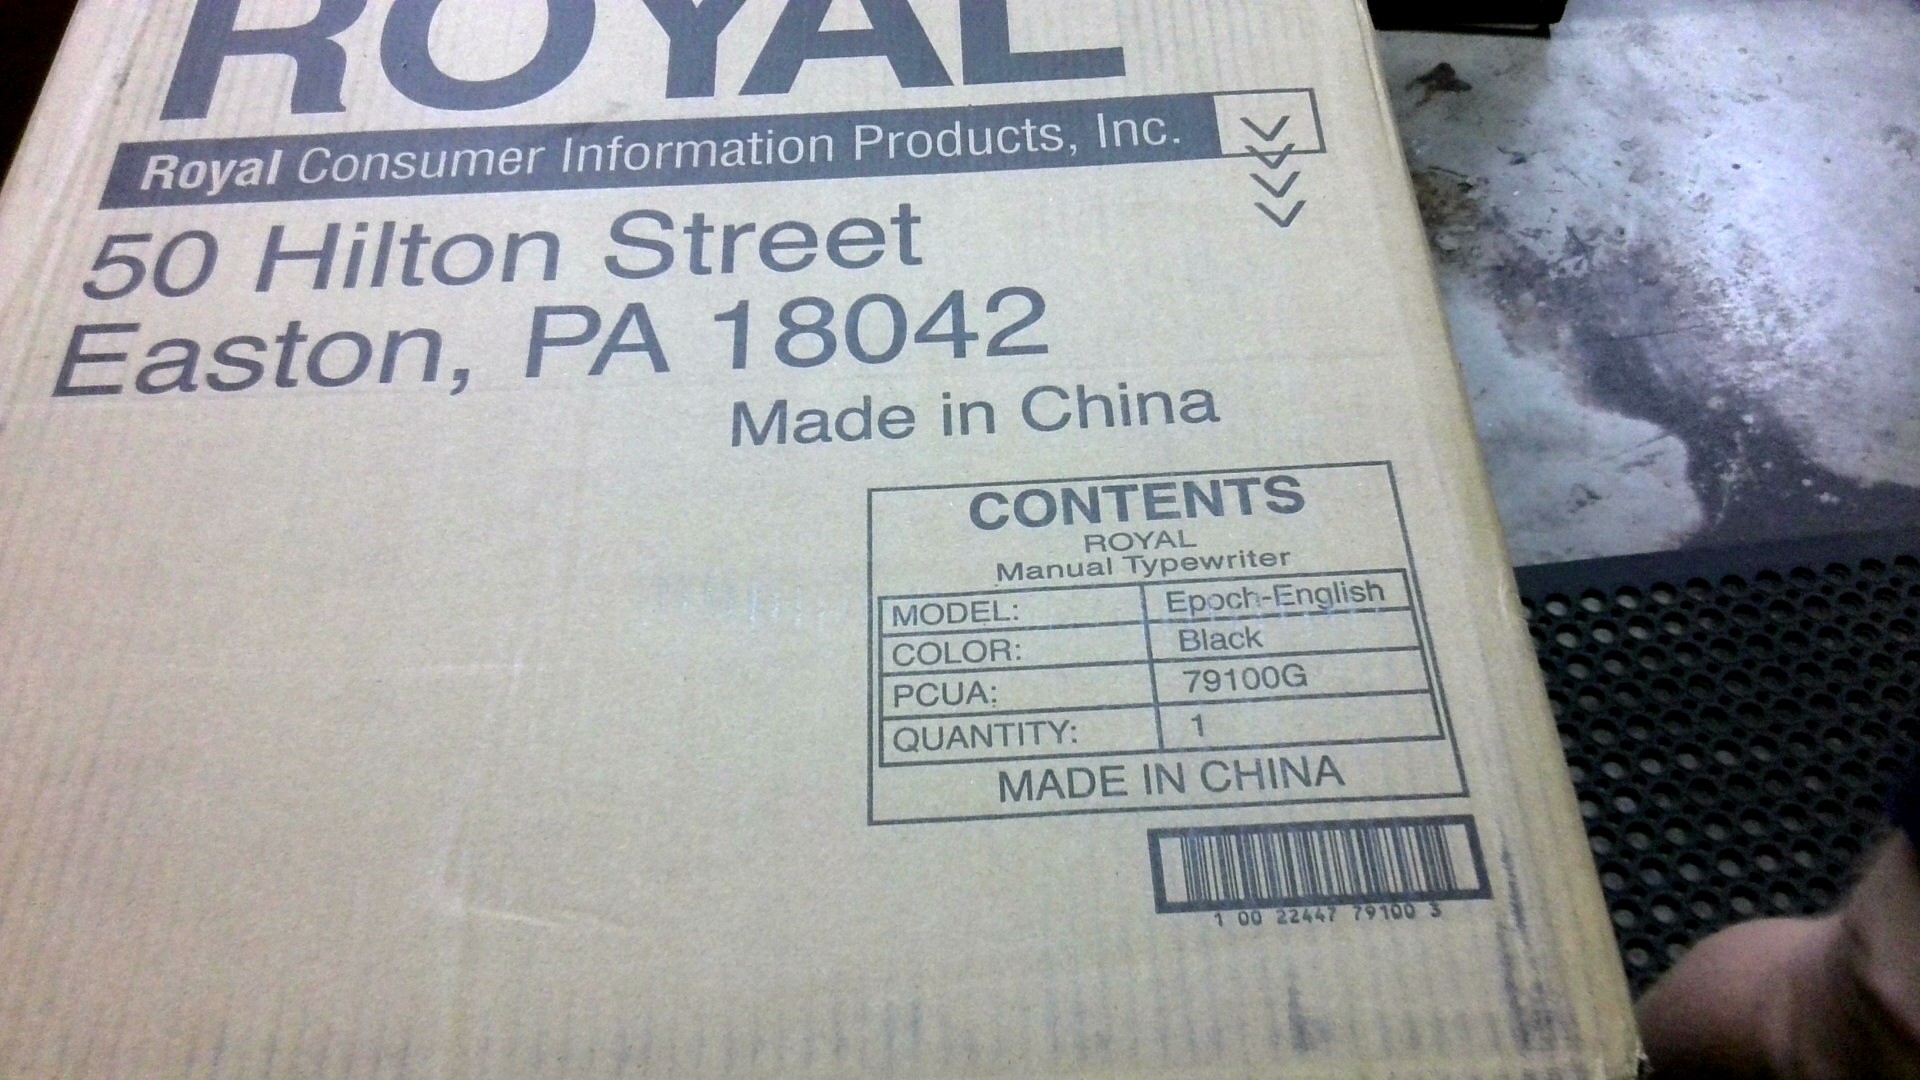 ROYAL
Royal Consumer Information Products, Inc.
50 Hilton Street
Easton, PA 18042
Made in China
CONTENTS
ROYAL
Manual Typewriter
MODEL: Epoch-English
COLOR: Black
PCUA: 79100G
QUANTITY: 1
MADE IN CHINA
1 00 22447 79100 3